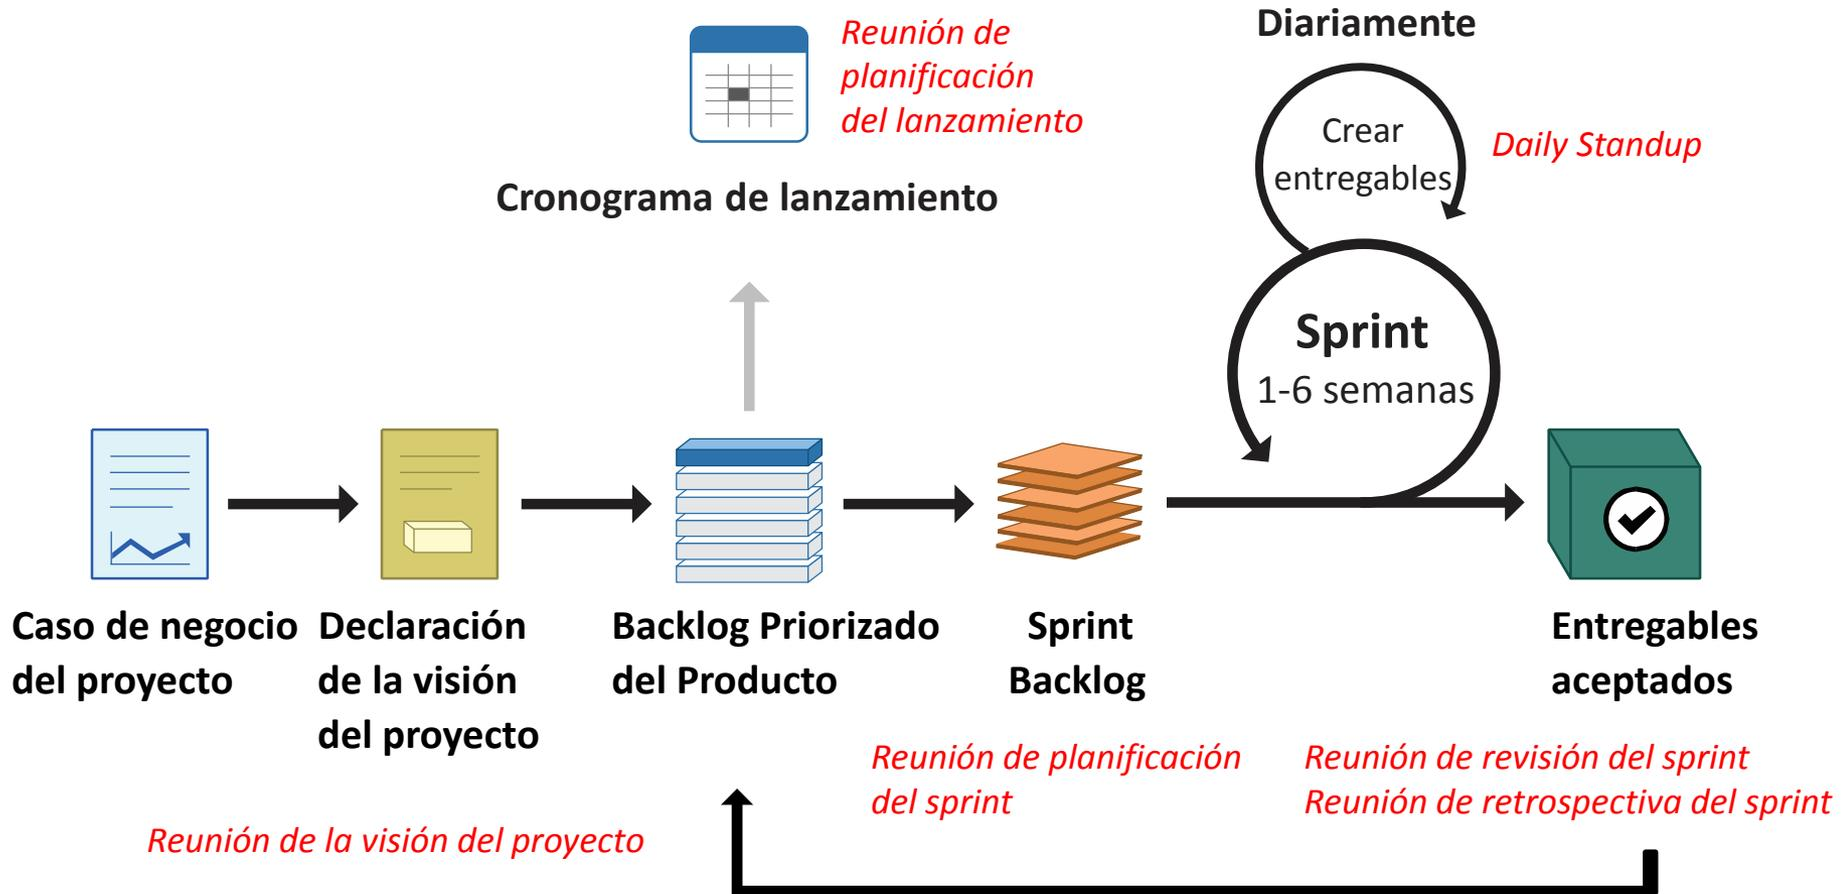 Diariamente
Reunión de
planificación
del lanzamiento
Crear
entregables
Daily Standup
Cronograma de lanzamiento
Sprint
1-6 semanas
Caso de negocio
del proyecto
Declaración
de la visión
del proyecto
Backlog Priorizado
del Producto
Sprint
Backlog
Entregables
aceptados
Reunión de planificación
del sprint
Reunión de revisión del sprint
Reunión de retrospectiva del sprint
Reunión de la visión del proyecto